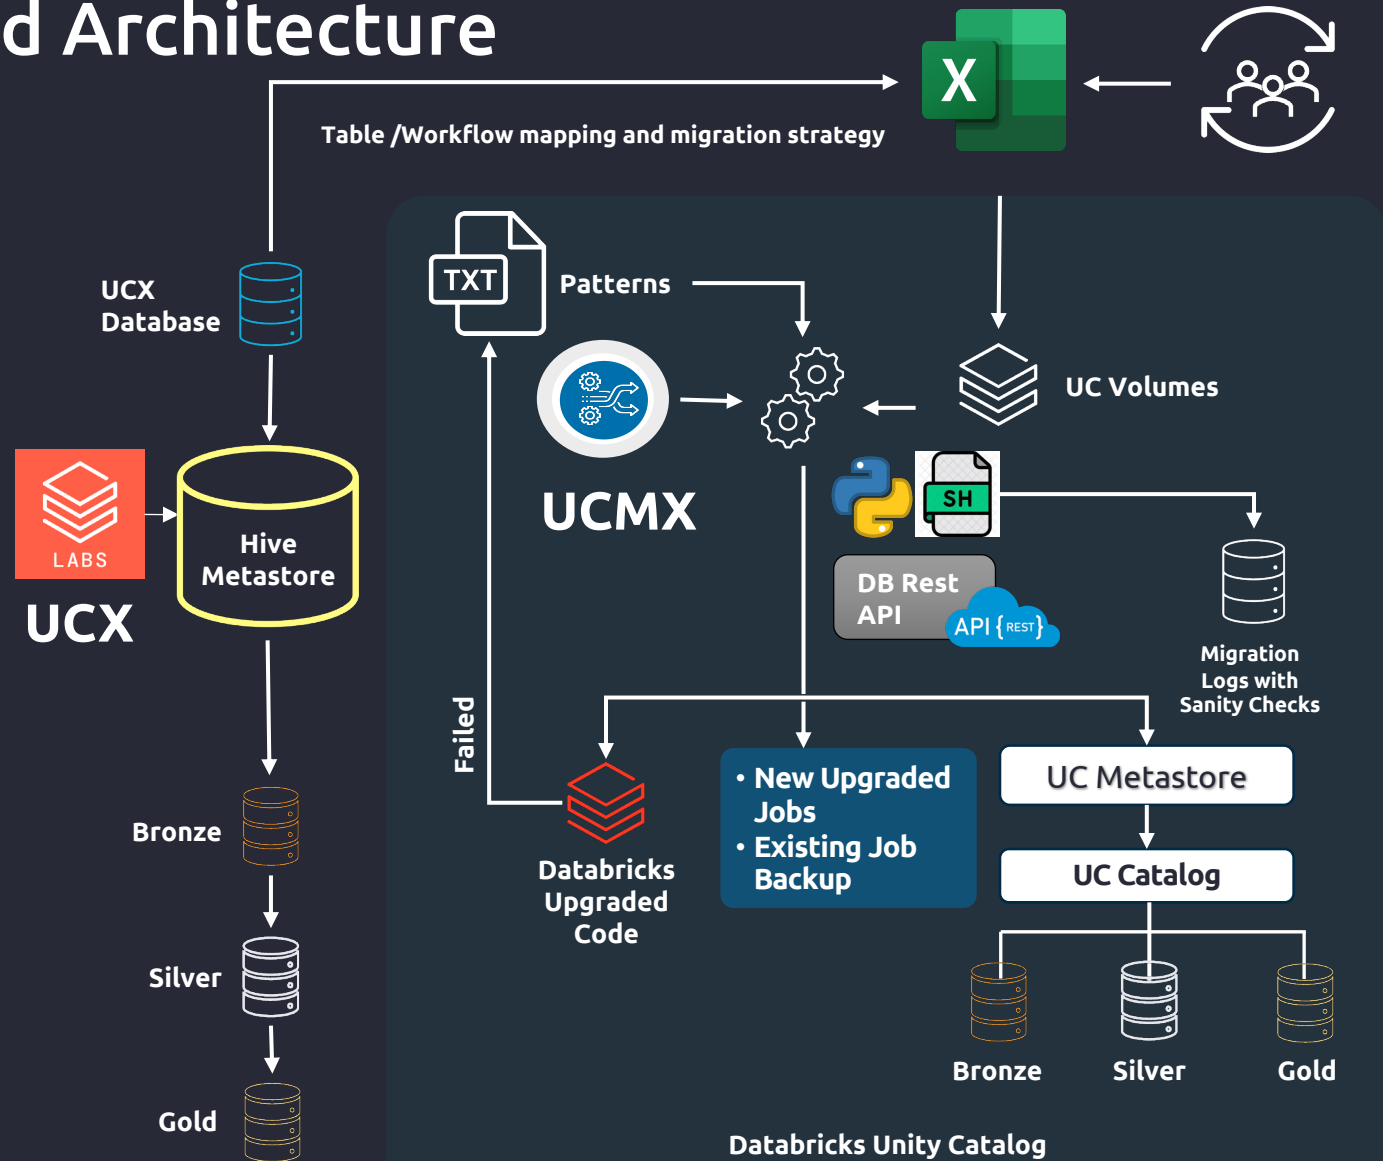 d Architecture
X
Table /Workflow mapping and migration strategy
TXT
Patterns
UCX
Database
UC Volumes
LABS
UCX
Hive
Metastore
UCMX
SH
DB Rest
API
API {REST}
Migration
Logs with
Sanity Checks
Failed
Databricks
Upgraded
Code
• New Upgraded
Jobs
• Existing Job
Backup
UC Metastore
UC Catalog
Bronze
Silver
Gold
Bronze
Silver
Gold
Databricks Unity Catalog